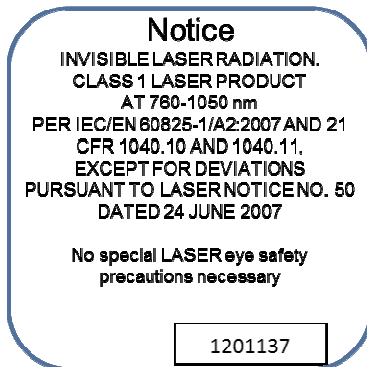 Notice
INVISIBLE LASER RADIATION.
CLASS 1 LASER PRODUCT
AT 760-1050 nm
PER IEC/EN 60825-1/A2:2007 AND 21
CFR 1040.10 AND 1040.11,
EXCEPT FOR DEVIATIONS
PURSUANT TO LASER NOTICE NO. 50
DATED 24 JUNE 2007
No special LASER eye safety
precautions necessary
1201137